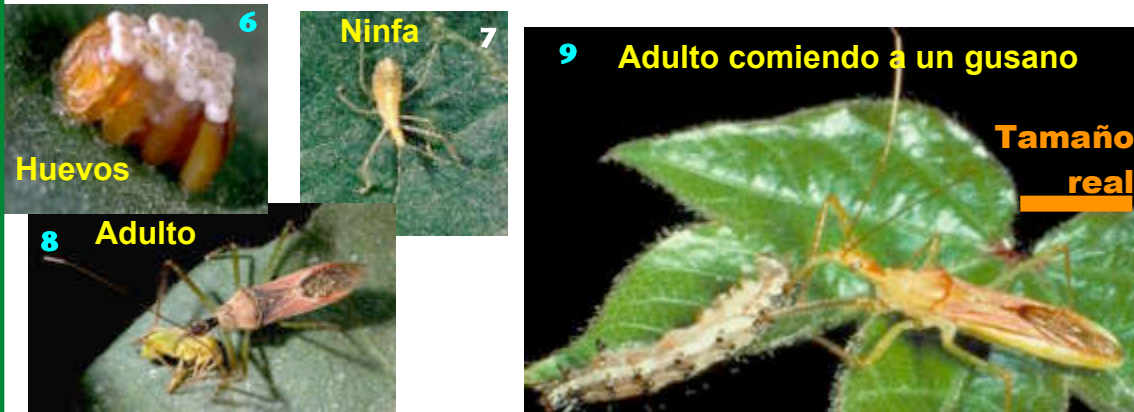 6
Huevos
Ninfa
7
8
Adulto
9
Adulto comiendo a un gusano
Tamaño
real